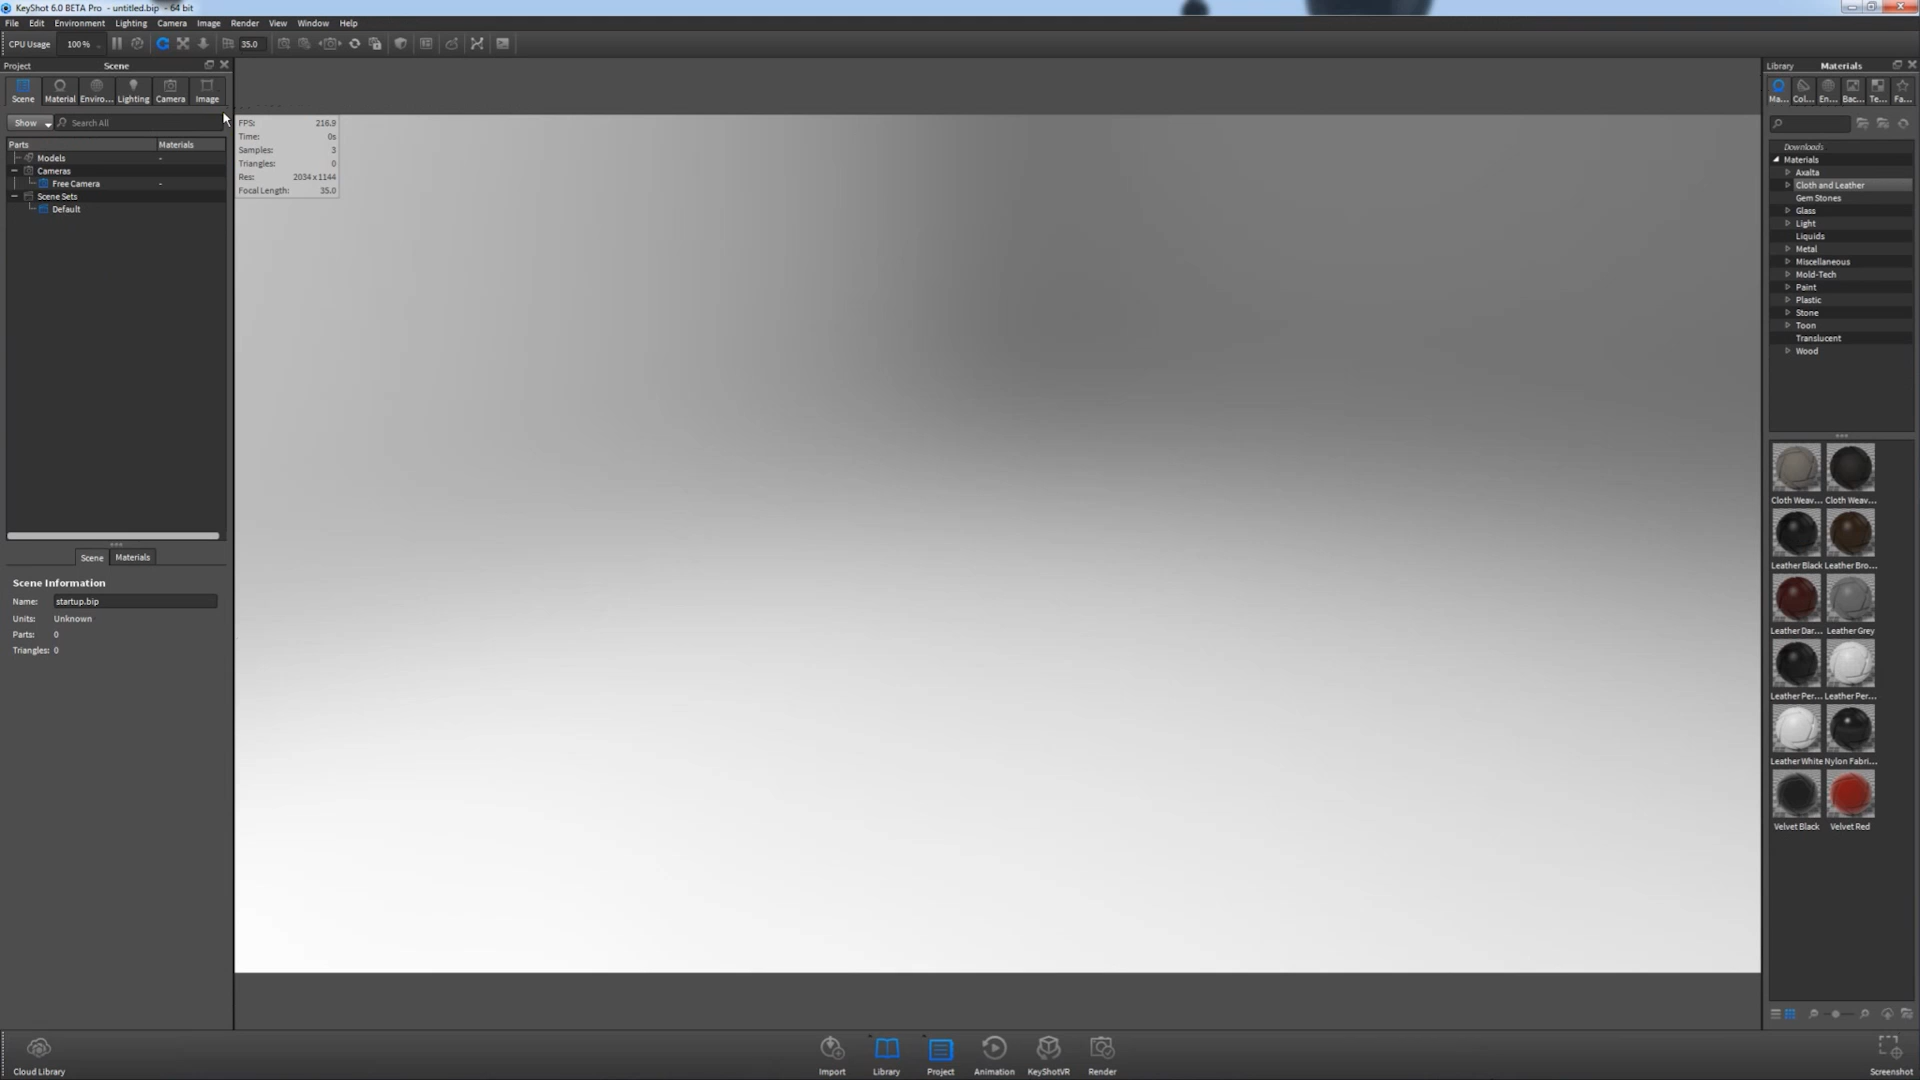 KeyShot 6.0 BETA Pro - untitled.bip - 64 bit
File Edit Environment Lighting Camera Image Render View Window Help
CPU Usage 100 % 35.0
Project Scene
Scene Material Enviro... Lighting Camera Image
Show Search All
Parts Materials
Models -
Cameras
Free Camera -
Scene Sets
Default
Scene Materials
Scene Information
Name: startup.bip
Units: Unknown
Parts: 0
Triangles: 0
FPS: 216.9
Time: 0s
Samples: 3
Triangles: 0
Res: 2034 x 1144
Focal Length: 35.0
Library Materials
Ma... Col... En... Bac... Te... Fa...
Downloads
Materials
Axalta
Cloth and Leather
Gem Stones
Glass
Light
Liquids
Metal
Miscellaneous
Mold-Tech
Paint
Plastic
Stone
Toon
Translucent
Wood
Cloth Weav... Cloth Weav...
Leather Black Leather Bro...
Leather Dar... Leather Grey
Leather Per... Leather Per...
Leather White Nylon Fabri...
Velvet Black Velvet Red
Cloud Library Import Library Project Animation KeyShotVR Render Screenshot